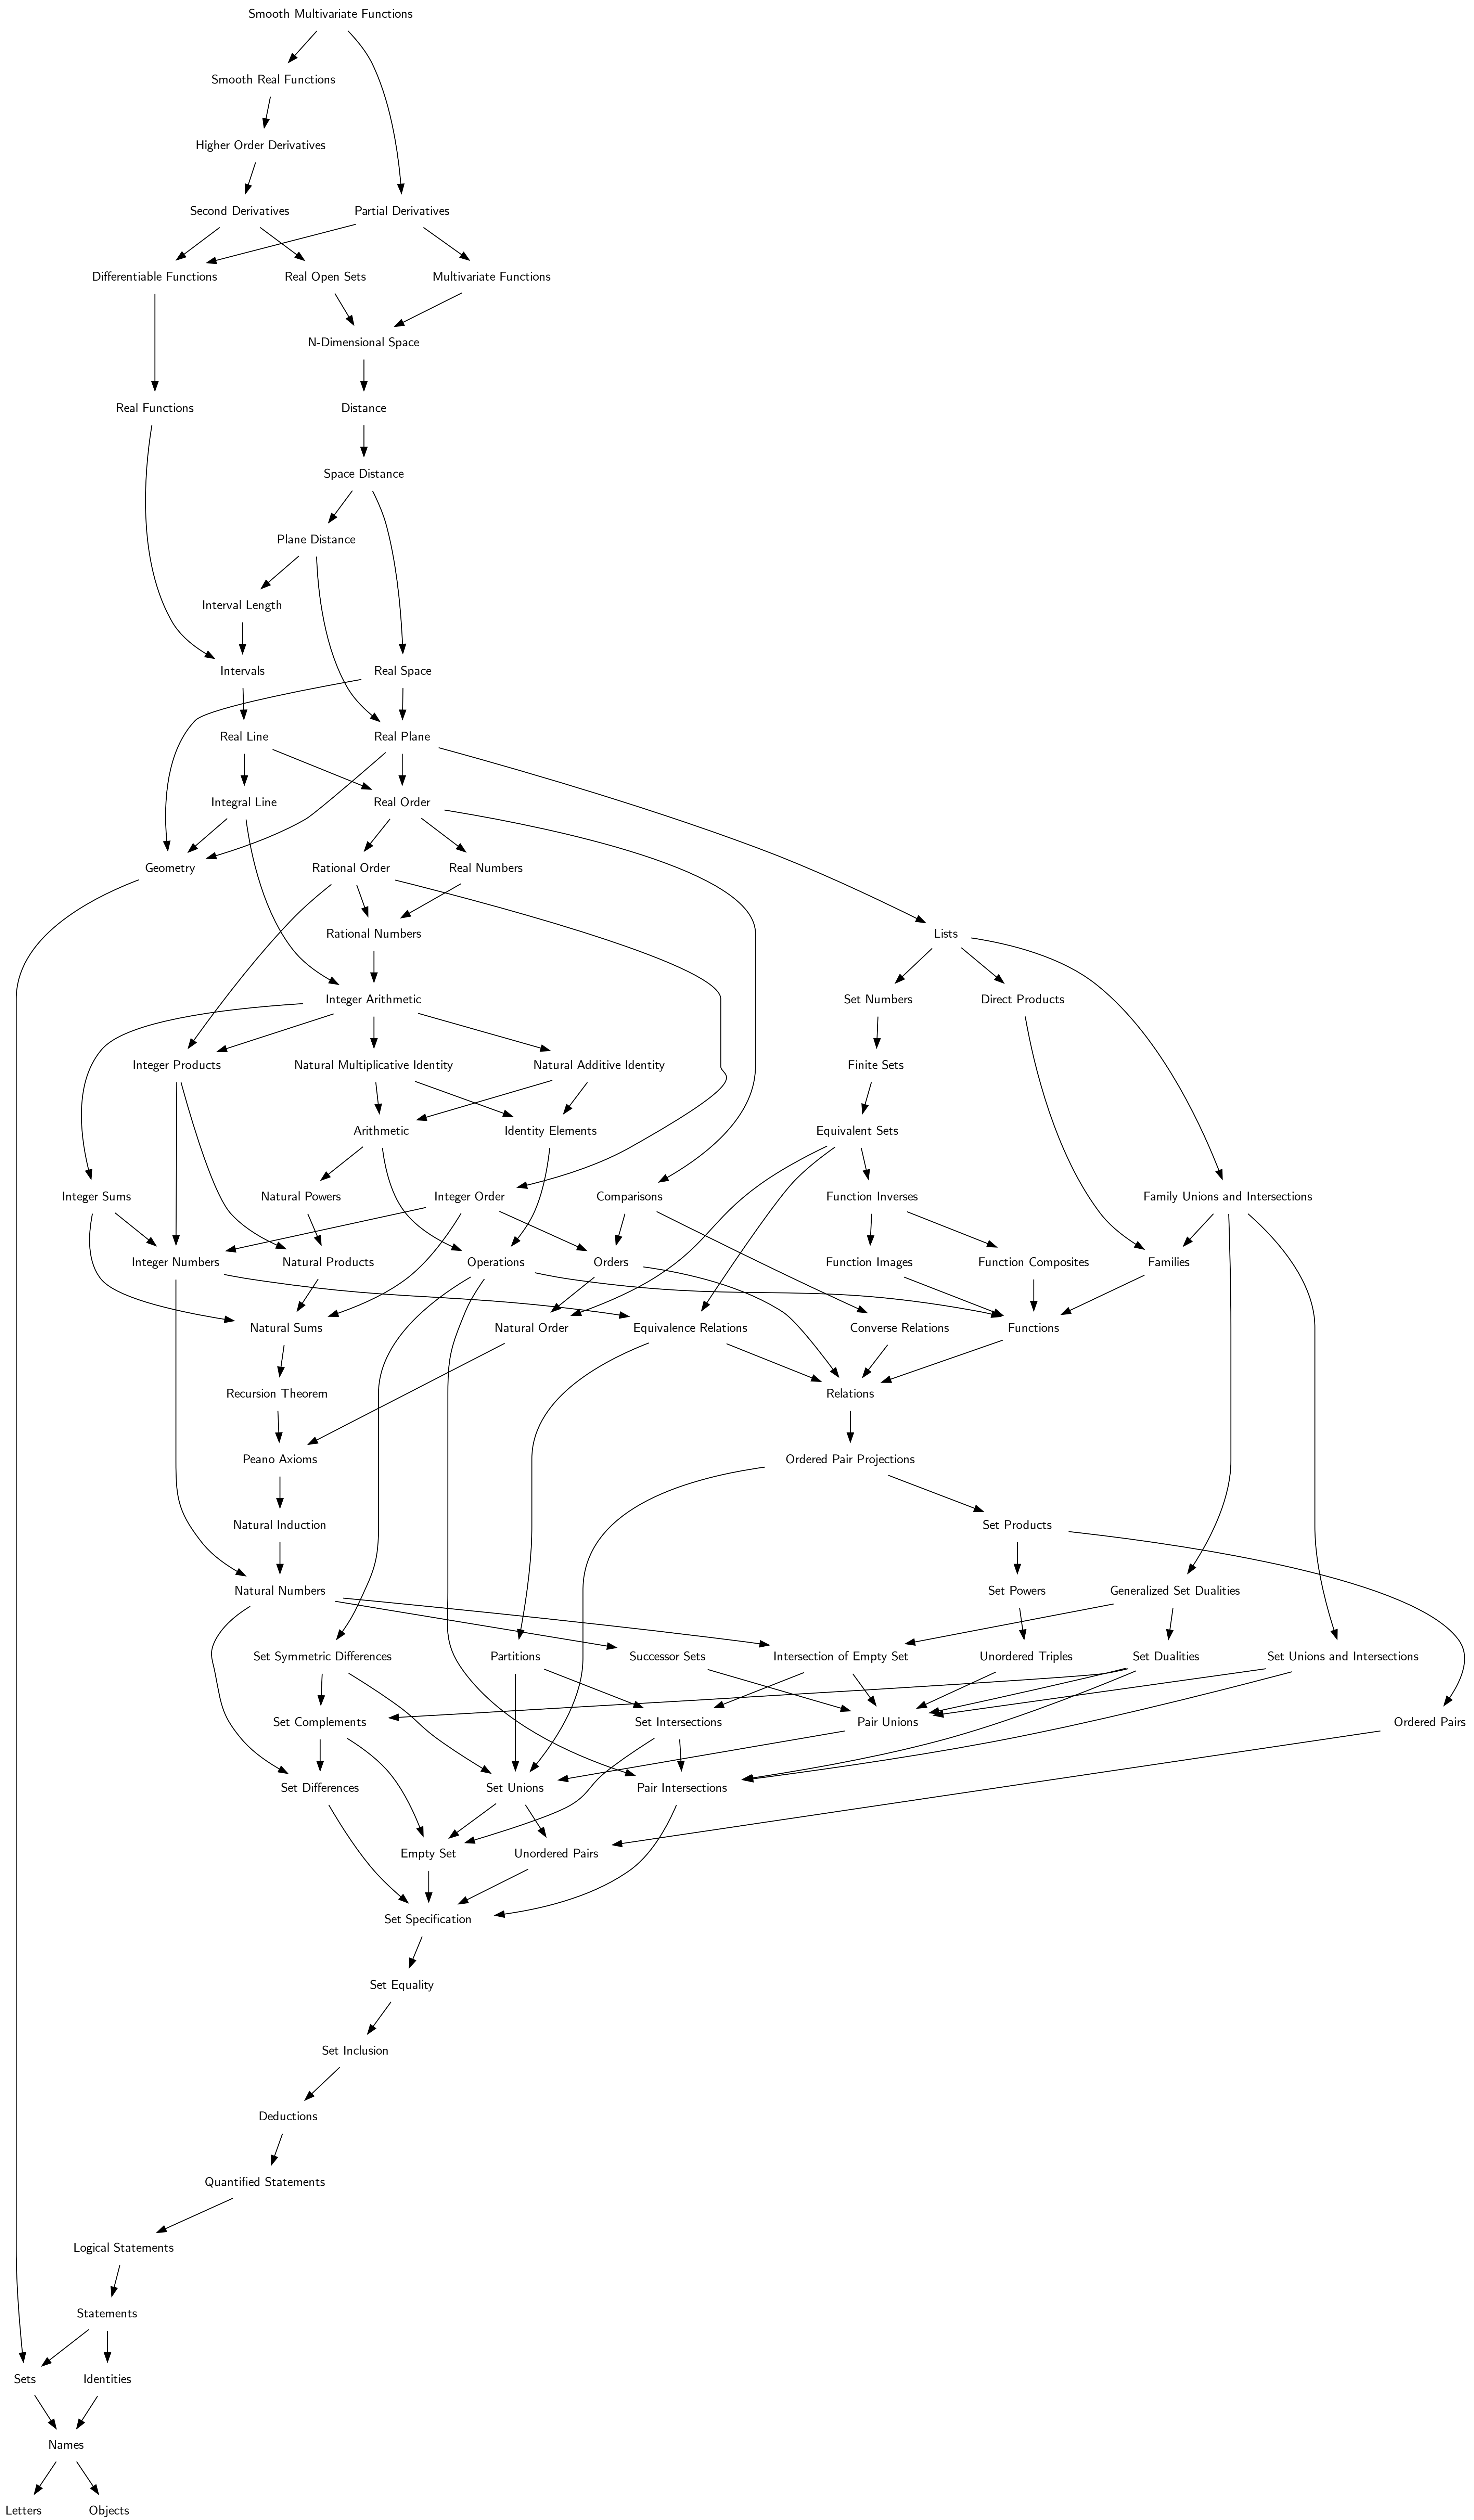 Smooth Multivariate Functions
Smooth Real Functions
Higher Order Derivatives
Second Derivatives
Partial Derivatives
Differentiable Functions
Real Open Sets
Multivariate Functions
N-Dimensional Space
Real Functions
Distance
Space Distance
Plane Distance
Interval Length
Intervals
Real Space
Real Line
Real Plane
Integral Line
Real Order
Geometry
Rational Order
Real Numbers
Rational Numbers
Lists
Integer Arithmetic
Set Numbers
Direct Products
Integer Products
Natural Multiplicative Identity
Natural Additive Identity
Finite Sets
Arithmetic
Identity Elements
Equivalent Sets
Integer Sums
Natural Powers
Integer Order
Comparisons
Function Inverses
Family Unions and Intersections
Integer Numbers
Natural Products
Operations
Orders
Function Images
Function Composites
Families
Natural Sums
Natural Order
Equivalence Relations
Converse Relations
Functions
Recursion Theorem
Relations
Peano Axioms
Ordered Pair Projections
Natural Induction
Set Products
Natural Numbers
Set Powers
Generalized Set Dualities
Set Symmetric Differences
Partitions
Successor Sets
Intersection of Empty Set
Unordered Triples
Set Dualities
Set Unions and Intersections
Set Complements
Set Intersections
Pair Unions
Ordered Pairs
Set Differences
Set Unions
Pair Intersections
Empty Set
Unordered Pairs
Set Specification
Set Equality
Set Inclusion
Deductions
Quantified Statements
Logical Statements
Statements
Sets
Identities
Names
Letters
Objects